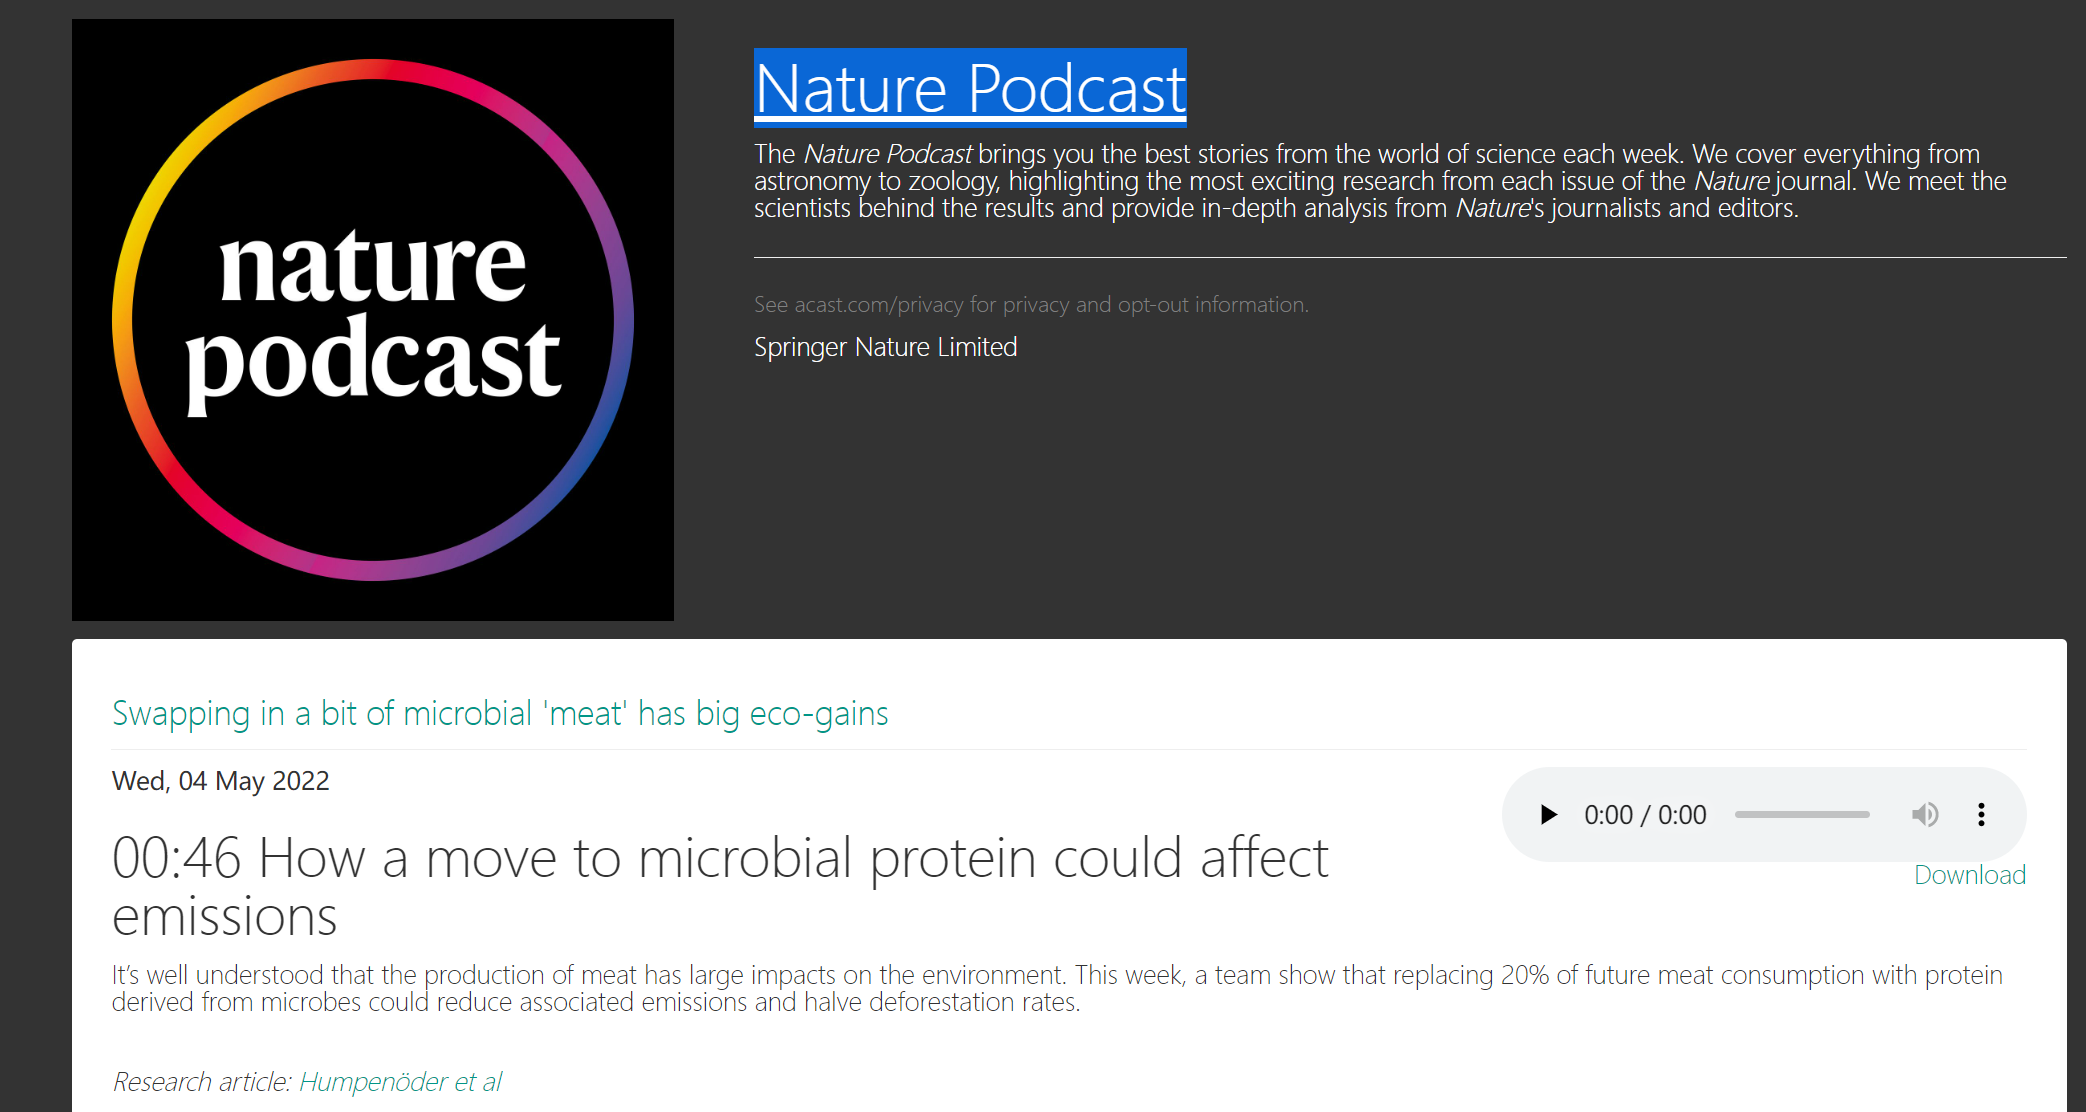 nature
podcast
Nature Podcast
The Nature Podcast brings you the best stories from the world of science each week. We cover everything from
astronomy to zoology, highlighting the most exciting research from each issue of the Nature journal. We meet the
scientists behind the results and provide in-depth analysis from Nature's journalists and editors.
See acast.com/privacy for privacy and opt-out information.
Springer Nature Limited
Swapping in a bit of microbial 'meat' has big eco-gains
Wed, 04 May 2022
0:00 / 0:00
Download
00:46 How a move to microbial protein could affect
emissions
It’s well understood that the production of meat has large impacts on the environment. This week, a team show that replacing 20% of future meat consumption with protein
derived from microbes could reduce associated emissions and halve deforestation rates.
Research article: Humpenöder et al